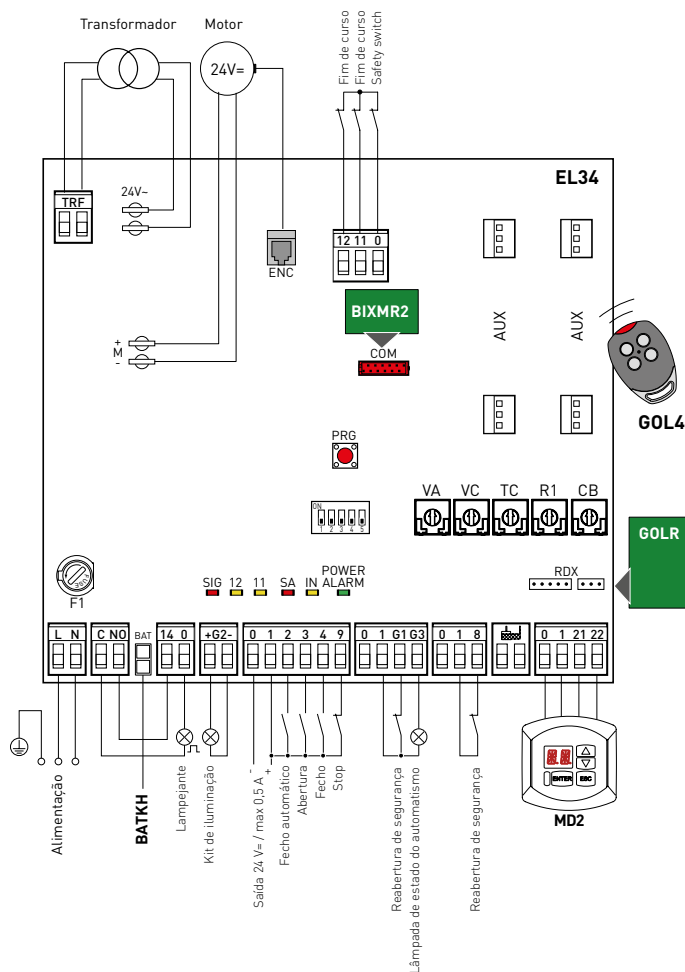 Transformador
Motor
24V=
Fim de curso
Fim de curso
Safety switch
EL34
TRF
24V~
ENC
12 11 0
BIXMR2
COM
AUX
AUX
GOL4
+
M
-
PRG
ON
1 2 3 4 5
VA
VC
TC
R1
CB
GOLR
RDX
FUSE
F1
SIG
12
11
SA
IN
POWER
ALARM
L N
C NO
BAT
14 0
+G2-
0 1 2 3 4 9
0 1 G1 G3
0 1 8
0 1 21 22
Alimentação
BATKH
Lampejante
Kit de iluminação
Saída 24 V= / max 0,5 A - +
Fecho automático
Abertura
Fecho
Stop
Reabertura de segurança
Lâmpada de estado do automatismo
Reabertura de segurança
8.8.
ENTER
ESC
MD2